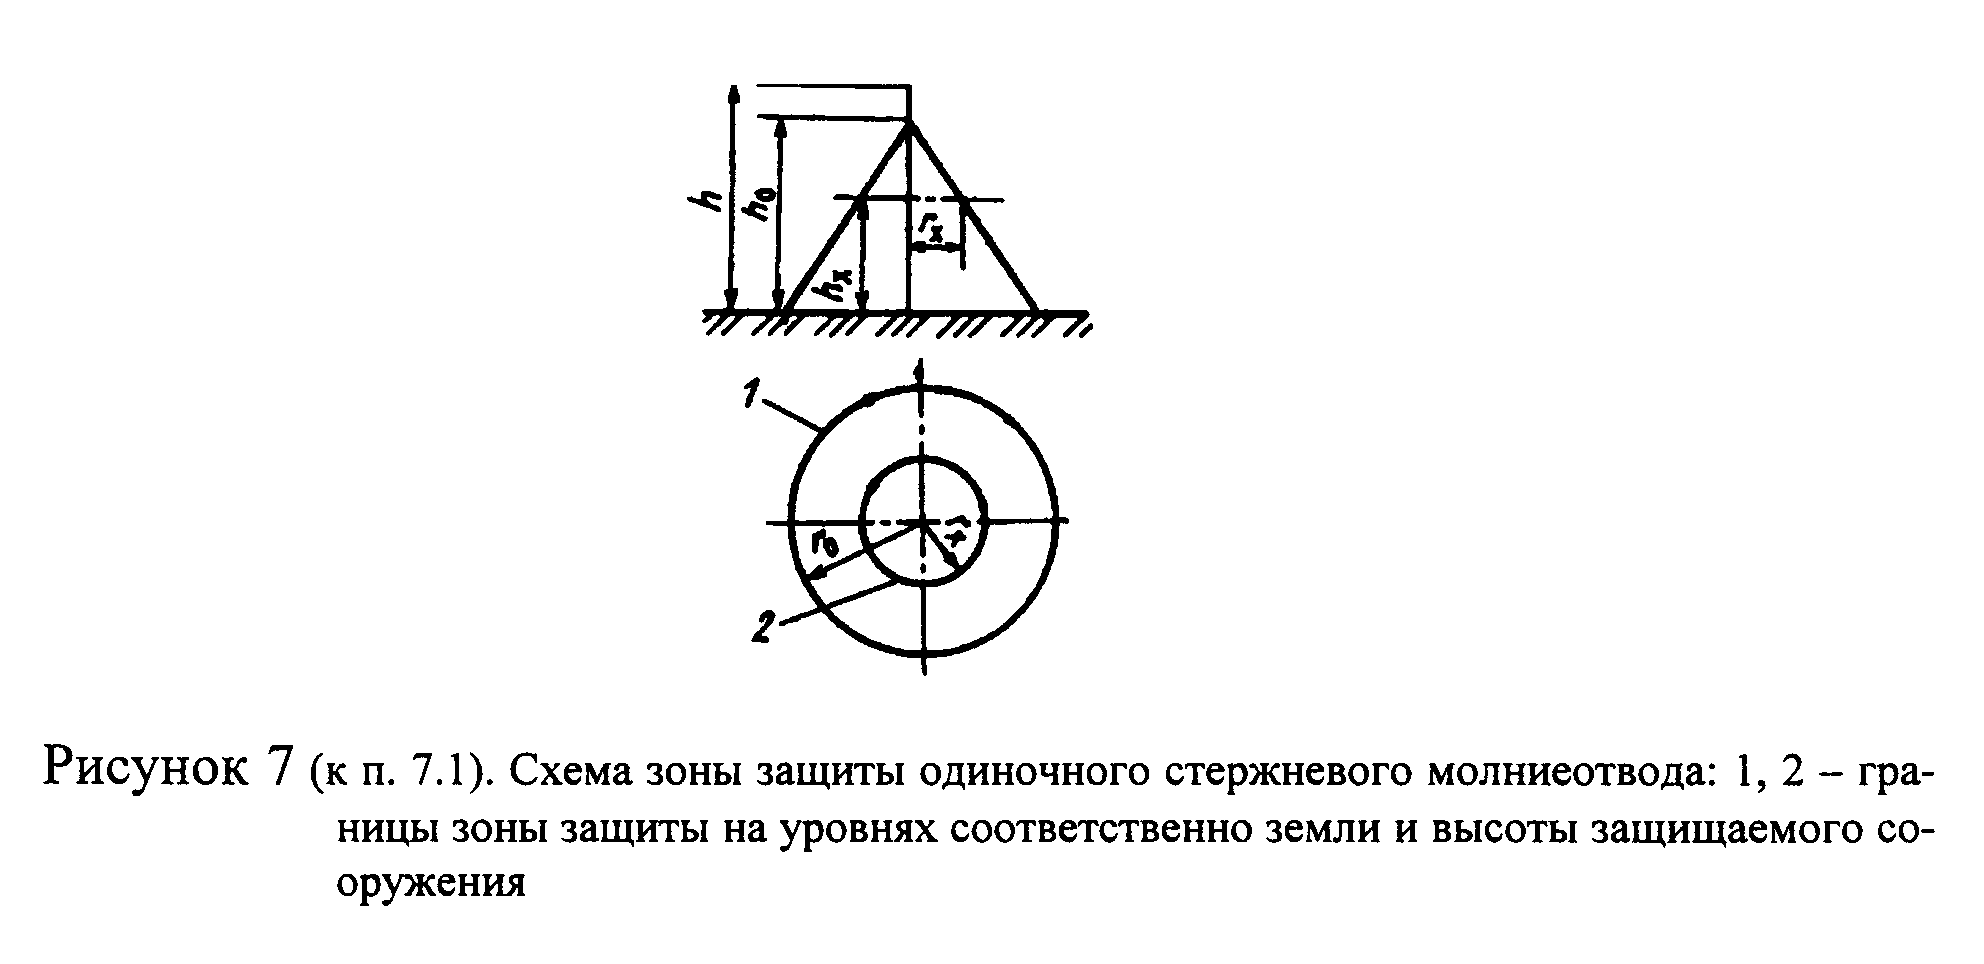 h
h₀
hₓ
rₓ
1
r₀
rₓ
2
Рисунок 7 (к п. 7.1). Схема зоны защиты одиночного стержневого молниеотвода: 1, 2 – гра-
ницы зоны защиты на уровнях соответственно земли и высоты защищаемого со-
оружения